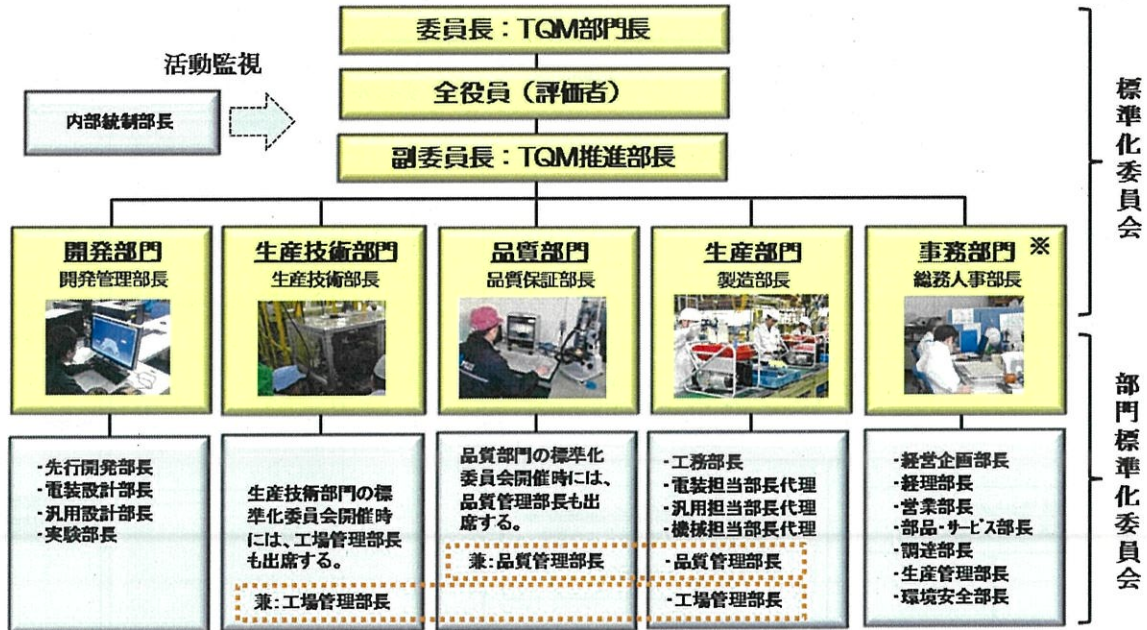 委員長：TQM部門長
活動監視
全役員（評価者）
内部統制部長
副委員長：TQM推進部長
標準化委員会
開発部門
開発管理部長
生産技術部門
生産技術部長
品質部門
品質保証部長
生産部門
製造部長
事務部門 ※
総務人事部長
部門標準化委員会
・先行開発部長
・電装設計部長
・汎用設計部長
・実験部長
生産技術部門の標
準化委員会開催時
には、工場管理部長
も出席する。
兼：工場管理部長
品質部門の標準化
委員会開催時には、
品質管理部長も出
席する。
兼：品質管理部長
・工務部長
・電装担当部長代理
・汎用担当部長代理
・機械担当部長代理
・品質管理部長
・工場管理部長
・経営企画部長
・経理部長
・営業部長
・部品・サービス部長
・調達部長
・生産管理部長
・環境安全部長